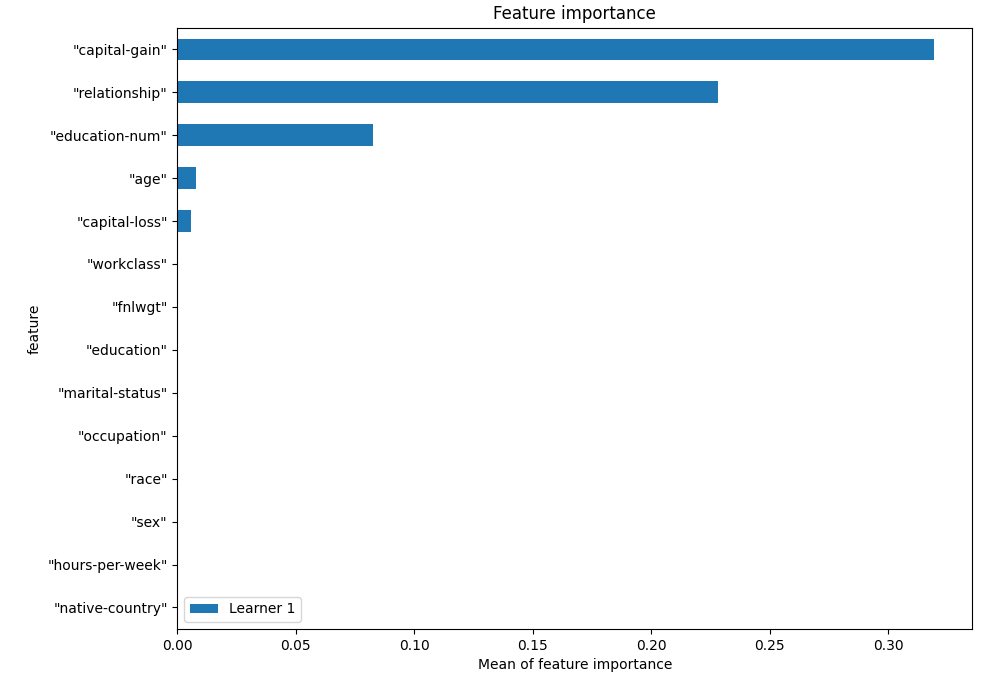 Feature importance
"capital-gain"
"relationship"
"education-num"
"age"
"capital-loss"
"workclass"
"fnlwgt"
"education"
"marital-status"
"occupation"
"race"
"sex"
"hours-per-week"
"native-country"
feature
Learner 1
0.00 0.05 0.10 0.15 0.20 0.25 0.30
Mean of feature importance